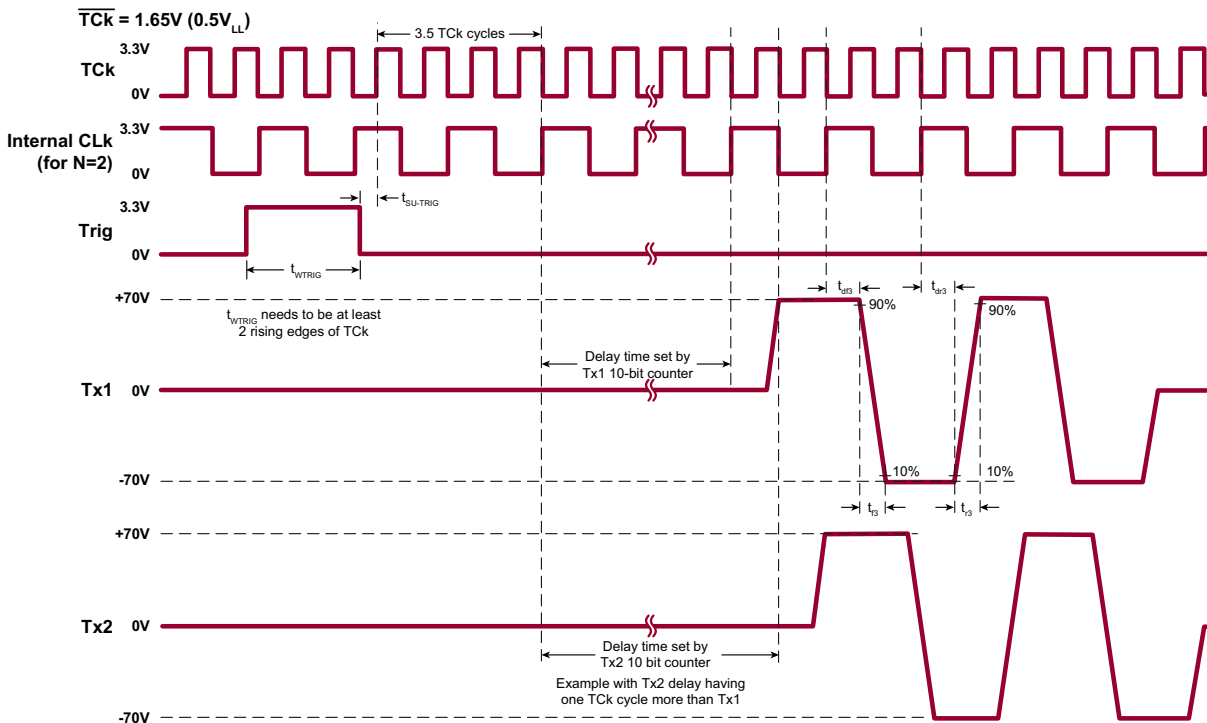 TCk = 1.65V (0.5VLL)
3.3V
3.5 TCk cycles
TCk
0V
3.3V
Internal CLk
(for N=2)
0V
3.3V
tSU-TRIG
Trig
0V
tWTRIG
+70V
tdf3
tdr3
90%
90%
tWTRIG needs to be at least
2 rising edges of TCk
Delay time set by
Tx1 10-bit counter
Tx1
0V
10%
10%
-70V
tf3
tr3
+70V
Tx2
0V
Delay time set by
Tx2 10 bit counter
Example with Tx2 delay having
one TCk cycle more than Tx1
-70V